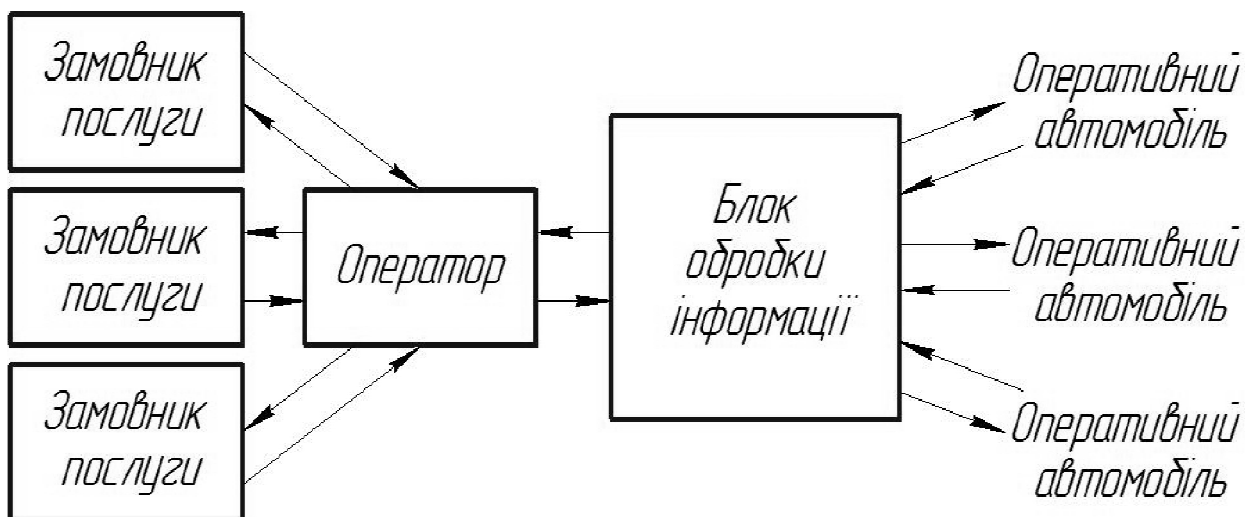 Замовник
послуги
Замовник
послуги
Замовник
послуги
Оператор
Блок
обробки
інформації
Оперативний
автомобіль
Оперативний
автомобіль
Оперативний
автомобіль